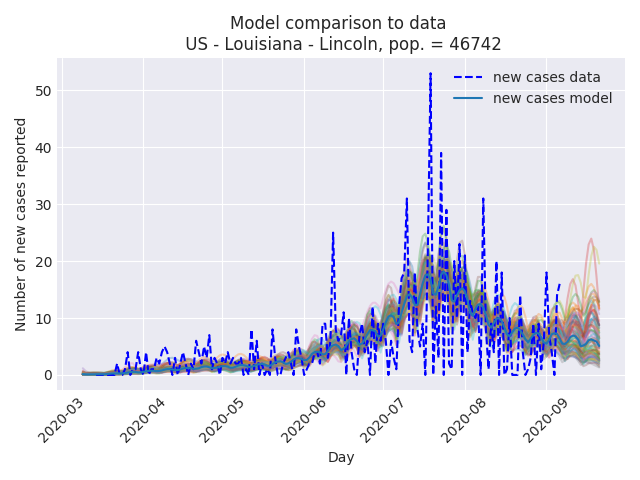 Model comparison to data
US - Louisiana - Lincoln, pop. = 46742
new cases data
new cases model
Number of new cases reported
50
40
30
20
10
0
2020-03
2020-04
2020-05
2020-06
2020-07
2020-08
2020-09
Day